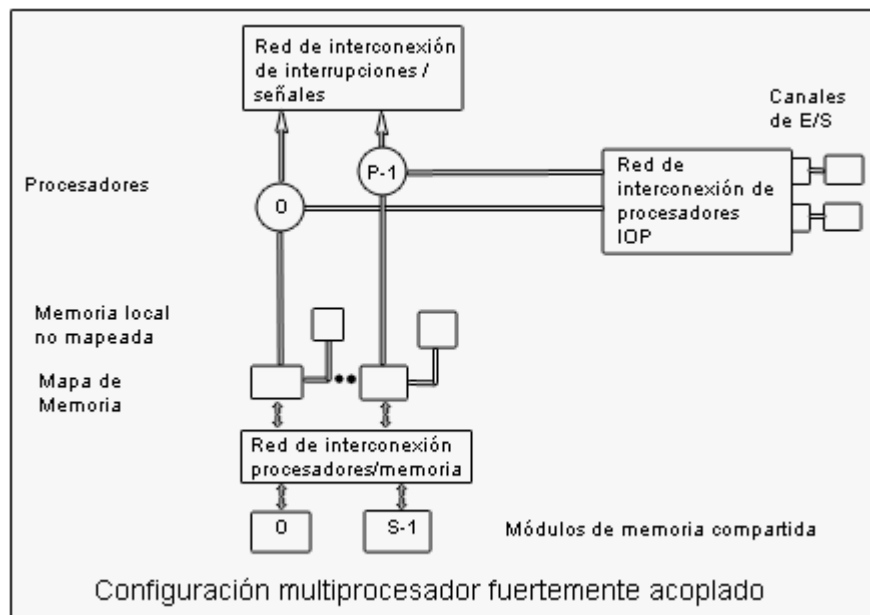 Red de interconexión
de interrupciones /
señales
Canales
de E/S
Procesadores
P-1
0
Red de
interconexión de
procesadores
IOP
Memoria local
no mapeada
Mapa de
Memoria
Red de interconexión
procesadores/memoria
0
S-1
Módulos de memoria compartida
Configuración multiprocesador fuertemente acoplado